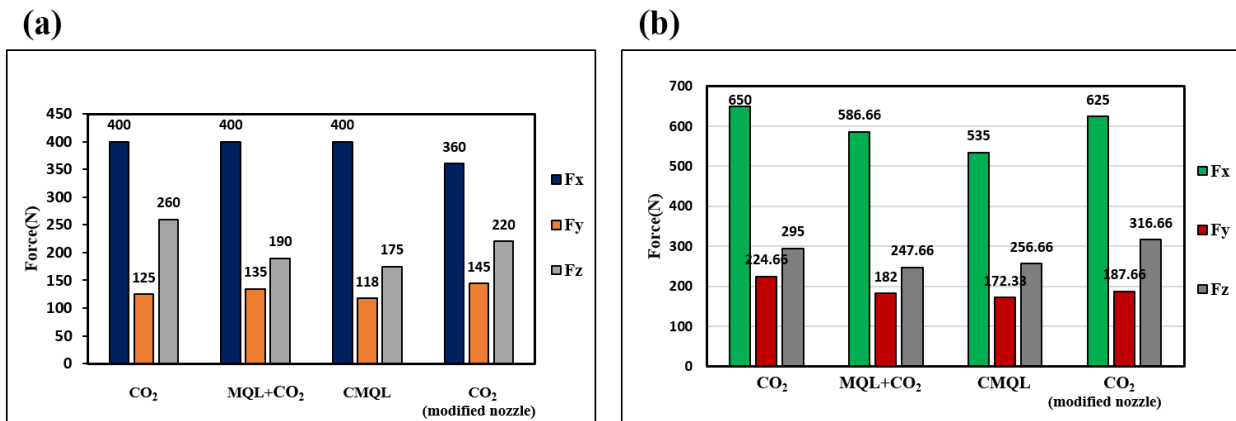 (a)
450
400
350
300
250
200
150
100
50
0
Force(N)
400
125
260
400
135
190
400
118
175
360
145
220
CO₂
MQL+CO₂
CMQL
CO₂
(modified nozzle)
Fx
Fy
Fz
(b)
700
600
500
400
300
200
100
0
Force(N)
650
224.66
295
586.66
182
247.66
535
172.33
256.66
625
187.66
316.66
CO₂
MQL+CO₂
CMQL
CO₂
(modified nozzle)
Fx
Fy
Fz